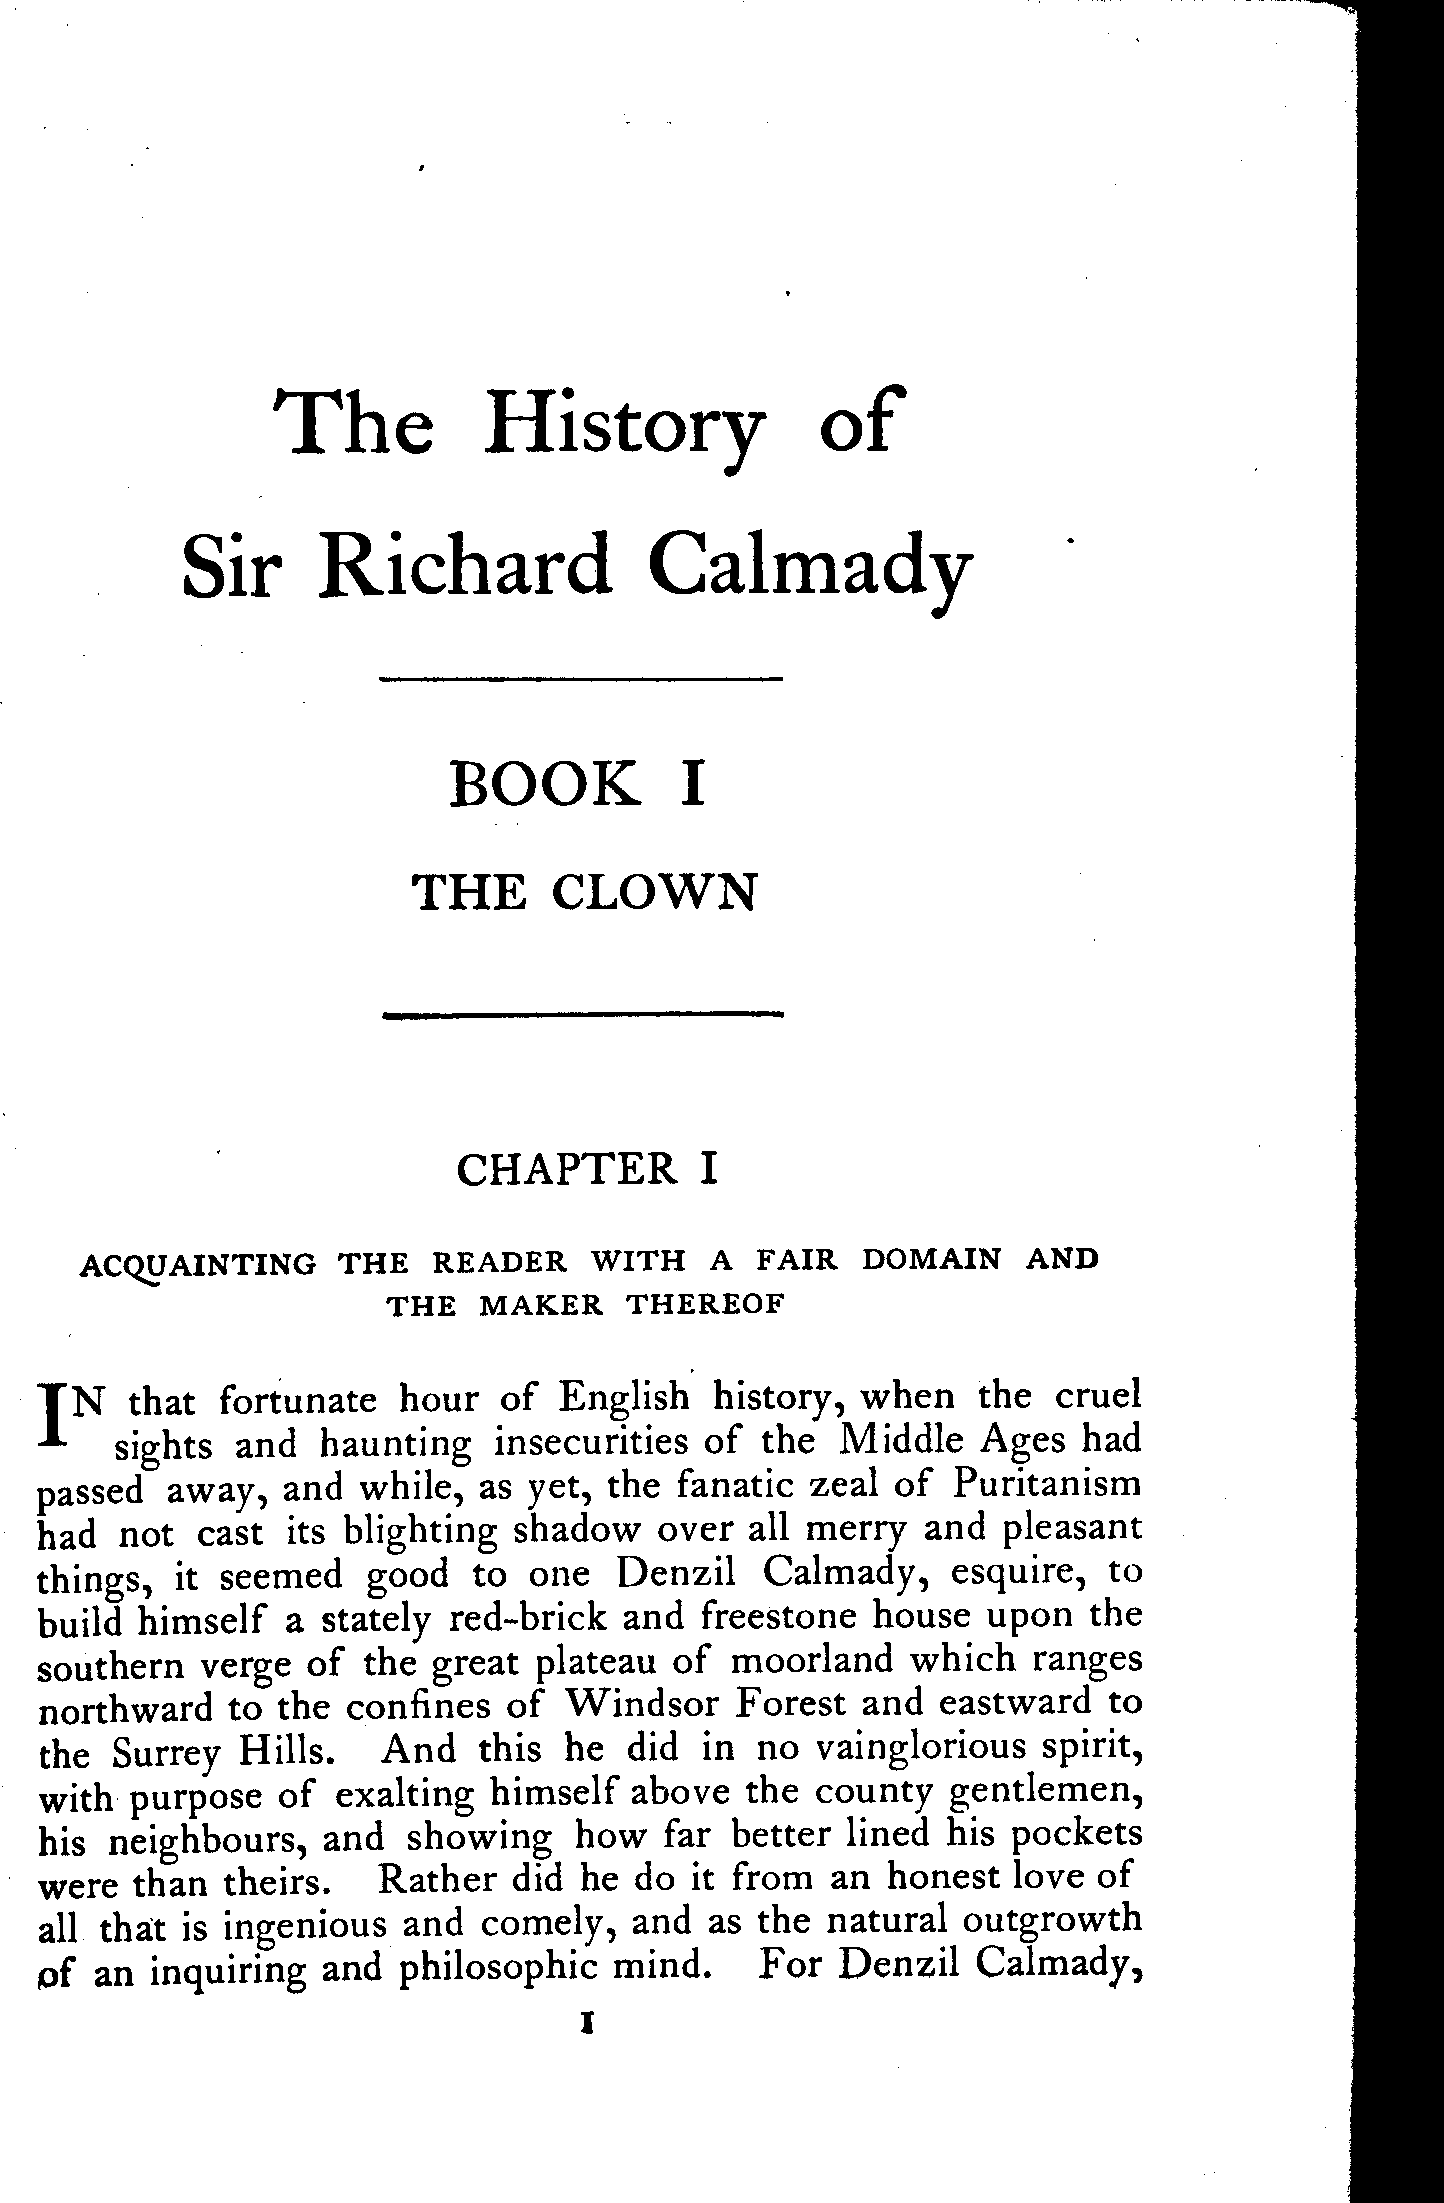 The History of
Sir Richard Calmady
BOOK I
THE CLOWN
CHAPTER I
ACQUAINTING THE READER WITH A FAIR DOMAIN AND
THE MAKER THEREOF
IN that fortunate hour of English history, when the cruel
sights and haunting insecurities of the Middle Ages had
passed away, and while, as yet, the fanatic zeal of Puritanism
had not cast its blighting shadow over all merry and pleasant
things, it seemed good to one Denzil Calmady, esquire, to
build himself a stately red-brick and freestone house upon the
southern verge of the great plateau of moorland which ranges
northward to the confines of Windsor Forest and eastward to
the Surrey Hills. And this he did in no vainglorious spirit,
with purpose of exalting himself above the county gentlemen,
his neighbours, and showing how far better lined his pockets
were than theirs. Rather did he do it from an honest love of
all that is ingenious and comely, and as the natural outgrowth
of an inquiring and philosophic mind. For Denzil Calmady,
1